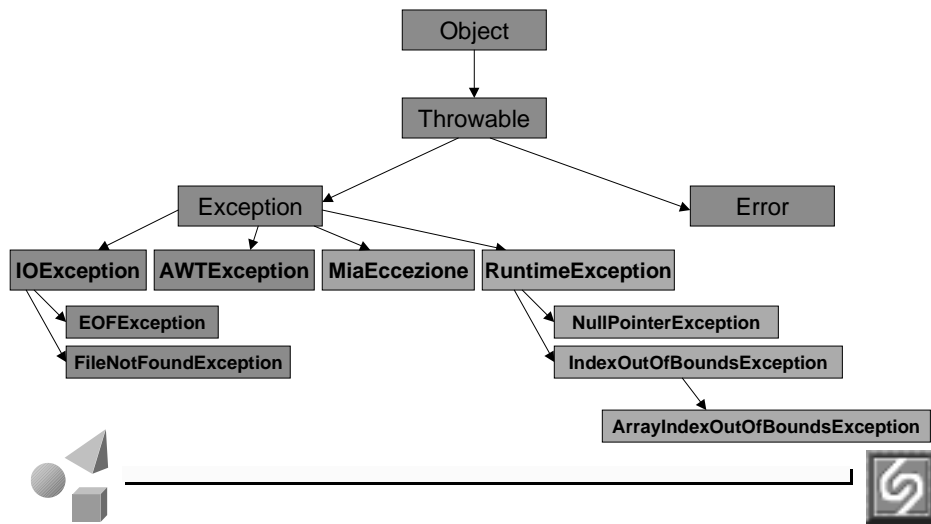 Object
Throwable
Exception
Error
IOException
AWTException
MiaEccezione
RuntimeException
EOFException
NullPointerException
FileNotFoundException
IndexOutOfBoundsException
ArrayIndexOutOfBoundsException